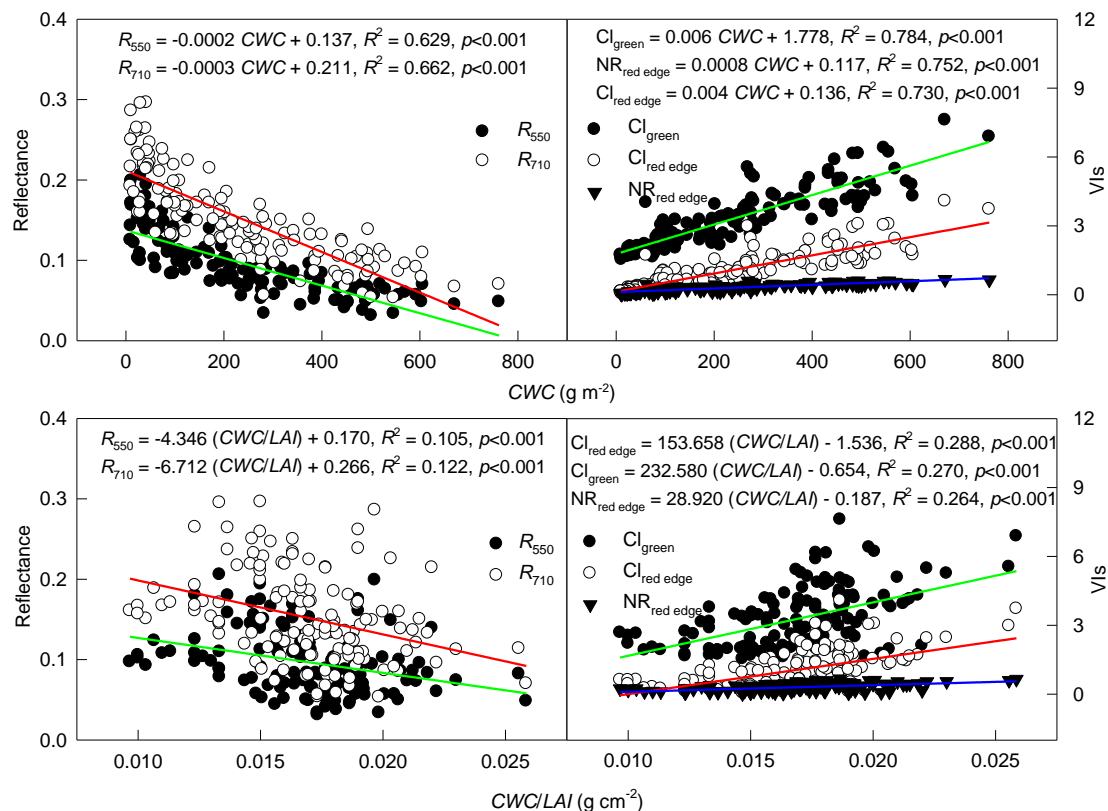 0.4
R550 = -0.0002 CWC + 0.137, R2 = 0.629, p<0.001
R710 = -0.0003 CWC + 0.211, R2 = 0.662, p<0.001
0.3
R550
R710
Reflectance
0.2
0.1
0.0
0 200 400 600 800
12
CIgreen = 0.006 CWC + 1.778, R2 = 0.784, p<0.001
NRred edge = 0.0008 CWC + 0.117, R2 = 0.752, p<0.001
CIred edge = 0.004 CWC + 0.136, R2 = 0.730, p<0.001
9
CIgreen
CIred edge
NRred edge
6
VIs
3
0
0 200 400 600 800
CWC (g m-2)
0.4
R550 = -4.346 (CWC/LAI) + 0.170, R2 = 0.105, p<0.001
R710 = -6.712 (CWC/LAI) + 0.266, R2 = 0.122, p<0.001
0.3
R550
R710
Reflectance
0.2
0.1
0.0
0.010 0.015 0.020 0.025
12
CIred edge = 153.658 (CWC/LAI) - 1.536, R2 = 0.288, p<0.001
CIgreen = 232.580 (CWC/LAI) - 0.654, R2 = 0.270, p<0.001
NRred edge = 28.920 (CWC/LAI) - 0.187, R2 = 0.264, p<0.001
9
CIgreen
CIred edge
NRred edge
6
VIs
3
0
0.010 0.015 0.020 0.025
CWC/LAI (g cm-2)